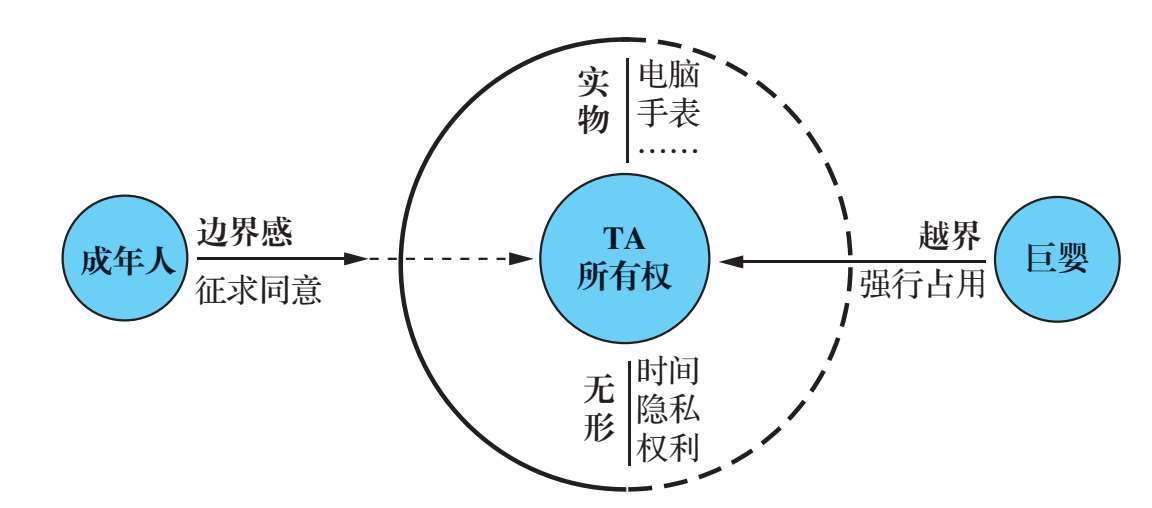 成年人
边界感
征求同意
实物
电脑
手表
……
TA
所有权
无形
时间
隐私
权利
越界
强行占用
巨婴